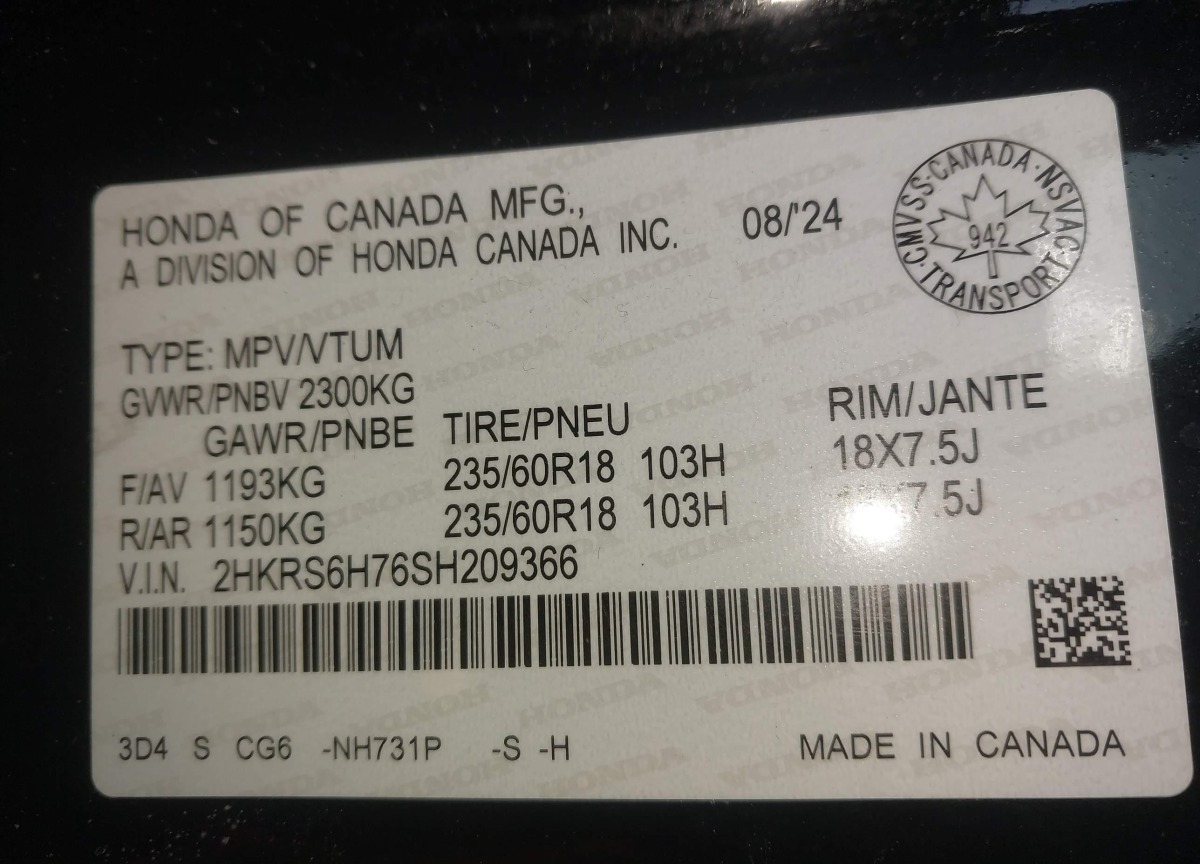 HONDA OF CANADA MFG.,
A DIVISION OF HONDA CANADA INC.
08/'24
CMVSS · CANADA · NSVAC · TRANSPORT ·
942
TYPE: MPV/VTUM
GVWR/PNBV 2300KG
GAWR/PNBE TIRE/PNEU RIM/JANTE
F/AV 1193KG 235/60R18 103H 18X7.5J
R/AR 1150KG 235/60R18 103H X7.5J
V.I.N. 2HKRS6H76SH209366
3D4 S CG6 -NH731P -S -H MADE IN CANADA